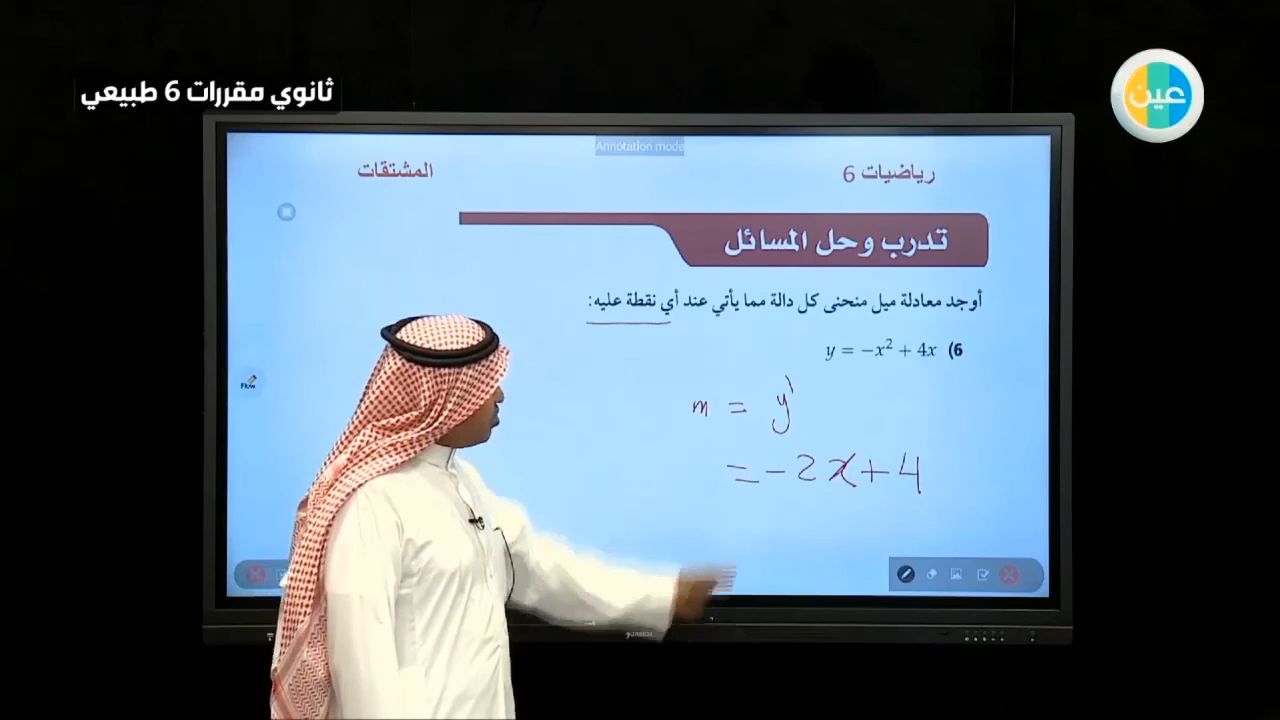 ثانوي مقررات 6 طبيعي
عين
Annotation mode
رياضيات 6
المشتقات
تدرب وحل المسائل
أوجد معادلة ميل منحنى كل دالة مما يأتي عند أي نقطة عليه:
6) y = −x² + 4x
m = y'
= −2x + 4
Flow